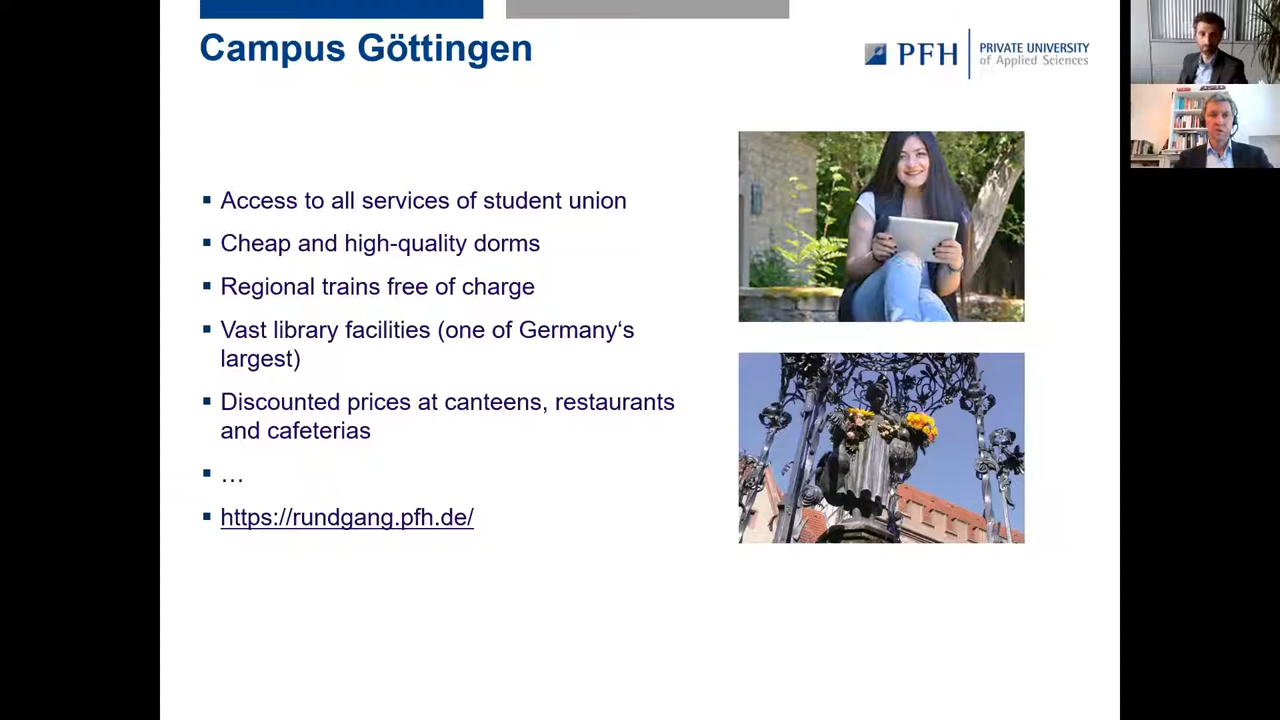 Campus Göttingen
PFH
PRIVATE UNIVERSITY
of Applied Sciences
▪ Access to all services of student union
▪ Cheap and high-quality dorms
▪ Regional trains free of charge
▪ Vast library facilities (one of Germany‘s
largest)
▪ Discounted prices at canteens, restaurants
and cafeterias
▪ …
▪ https://rundgang.pfh.de/